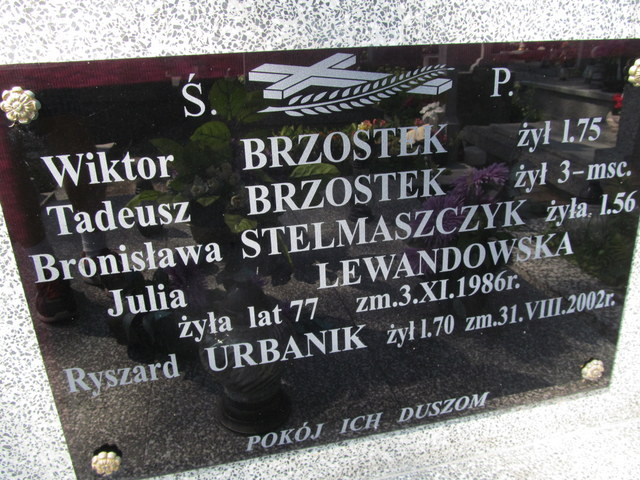 Ś. P.
Wiktor BRZOSTEK żył l.75
Tadeusz BRZOSTEK żył 3-msc.
Bronisława STELMASZCZYK żyła l.56
Julia LEWANDOWSKA
żyła lat 77 zm.3.XI.1986r.
Ryszard URBANIK żył l.70 zm.31.VIII.2002r.
POKÓJ ICH DUSZOM